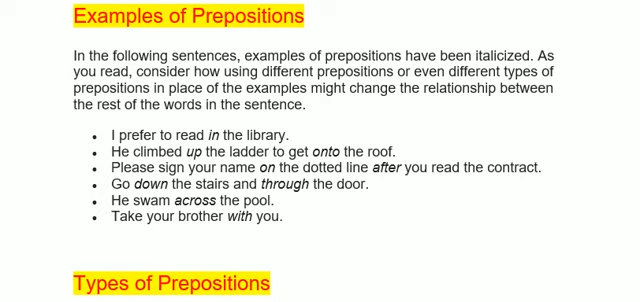 Examples of Prepositions
In the following sentences, examples of prepositions have been italicized. As
you read, consider how using different prepositions or even different types of
prepositions in place of the examples might change the relationship between
the rest of the words in the sentence.
• I prefer to read in the library.
• He climbed up the ladder to get onto the roof.
• Please sign your name on the dotted line after you read the contract.
• Go down the stairs and through the door.
• He swam across the pool.
• Take your brother with you.
Types of Prepositions